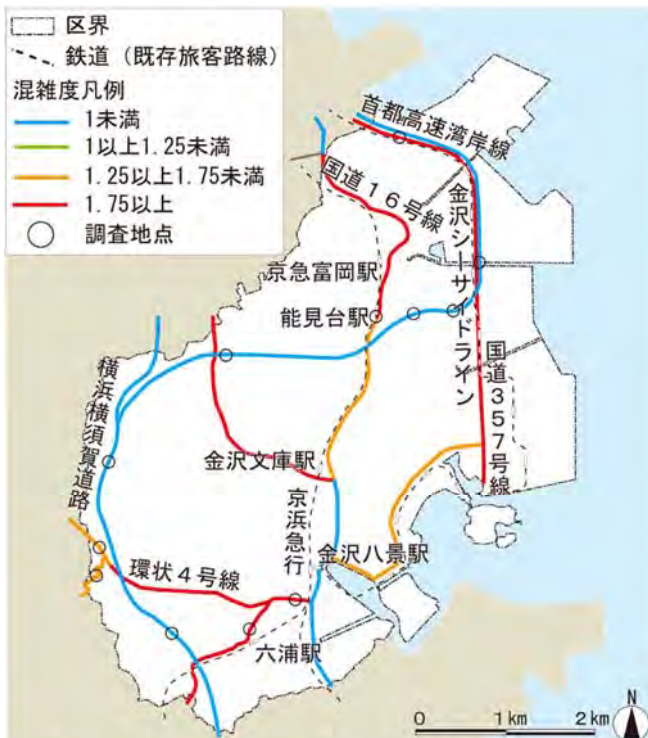 区界
鉄道（既存旅客路線）
混雑度凡例
1未満
1以上1.25未満
1.25以上1.75未満
1.75以上
調査地点
首都高速湾岸線
国道16号線
金沢シーサイドライン
京急富岡駅
能見台駅
国道357号線
横浜横須賀道路
金沢文庫駅
京浜急行
金沢八景駅
環状4号線
六浦駅
N
0 1km 2km